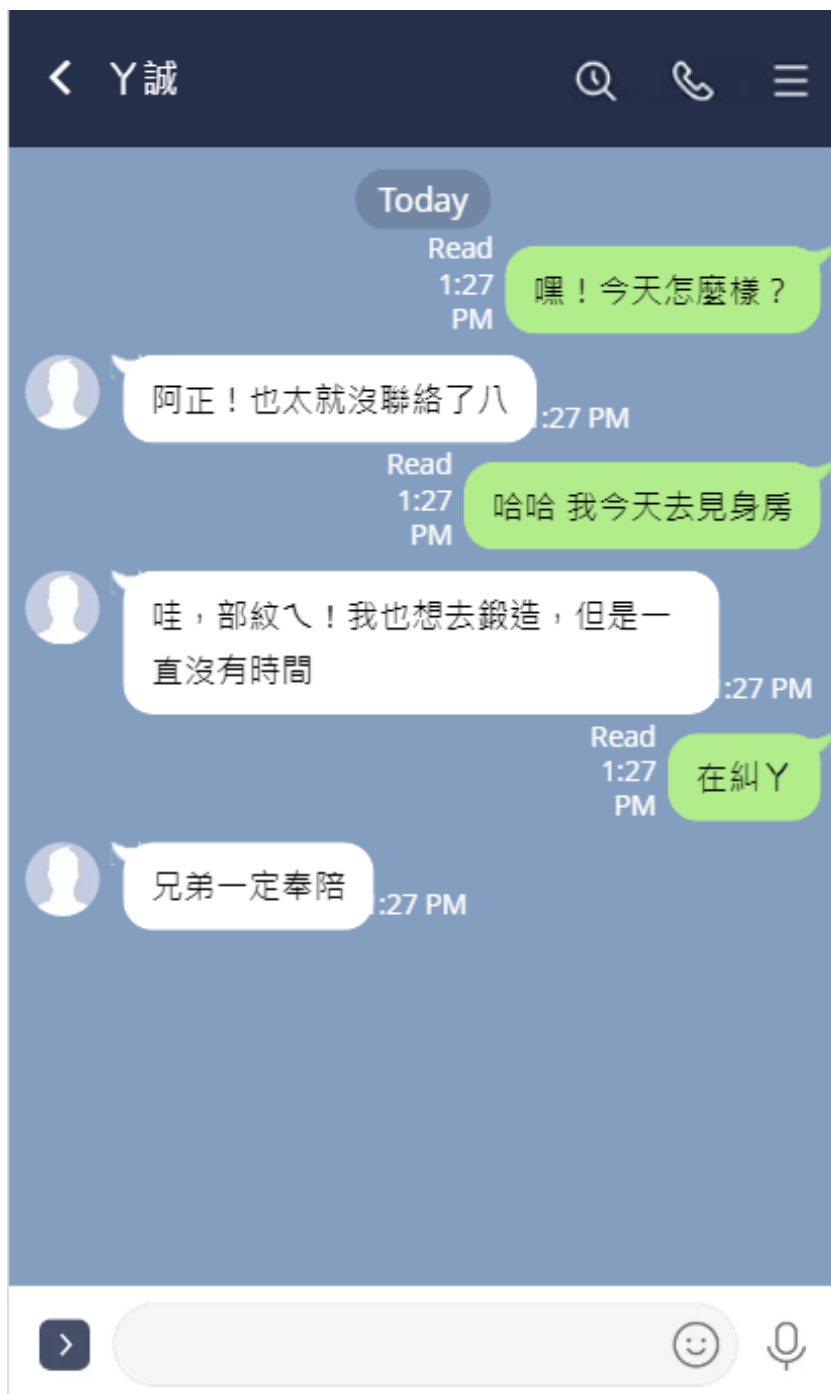 ㄚ誠
Today
Read
1:27
PM
嘿！今天怎麼樣？
阿正！也太就沒聯絡了八
:27 PM
Read
1:27
PM
哈哈 我今天去見身房
哇，部紋ㄟ！我也想去鍛造，但是一
直沒有時間
:27 PM
Read
1:27
PM
在糾ㄚ
兄弟一定奉陪
:27 PM